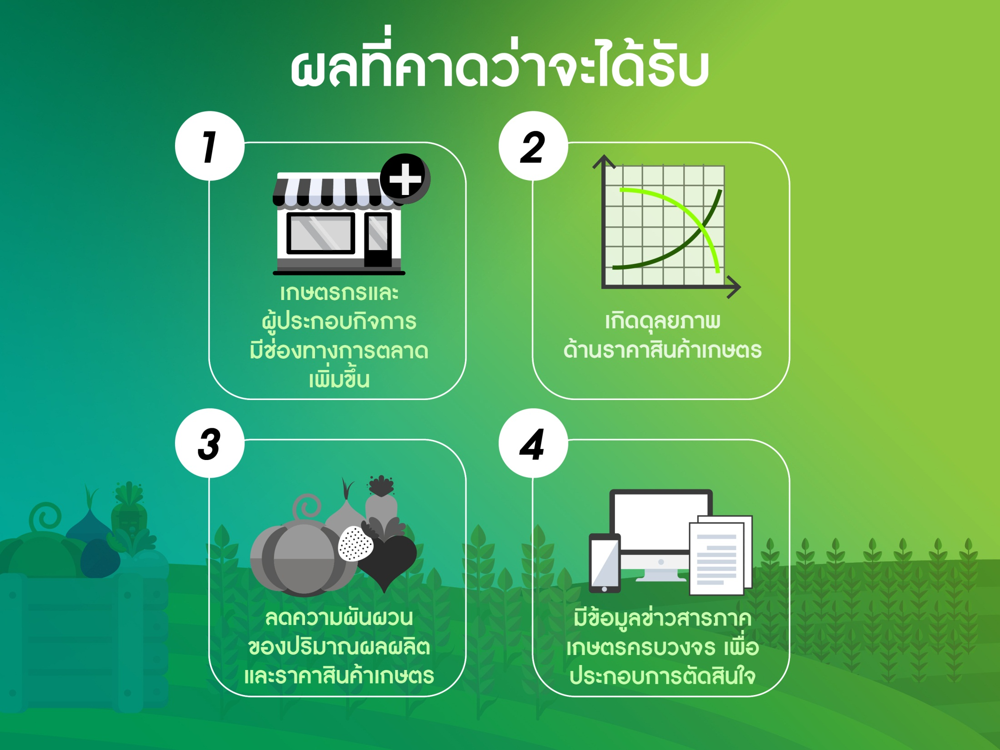 ผลที่คาดว่าจะได้รับ
1
เกษตรกรและ
ผู้ประกอบกิจการ
มีช่องทางการตลาด
เพิ่มขึ้น
2
เกิดดุลยภาพ
ด้านราคาสินค้าเกษตร
3
ลดความผันผวน
ของปริมาณผลผลิต
และราคาสินค้าเกษตร
4
มีข้อมูลข่าวสารภาค
เกษตรครบวงจร เพื่อ
ประกอบการตัดสินใจ